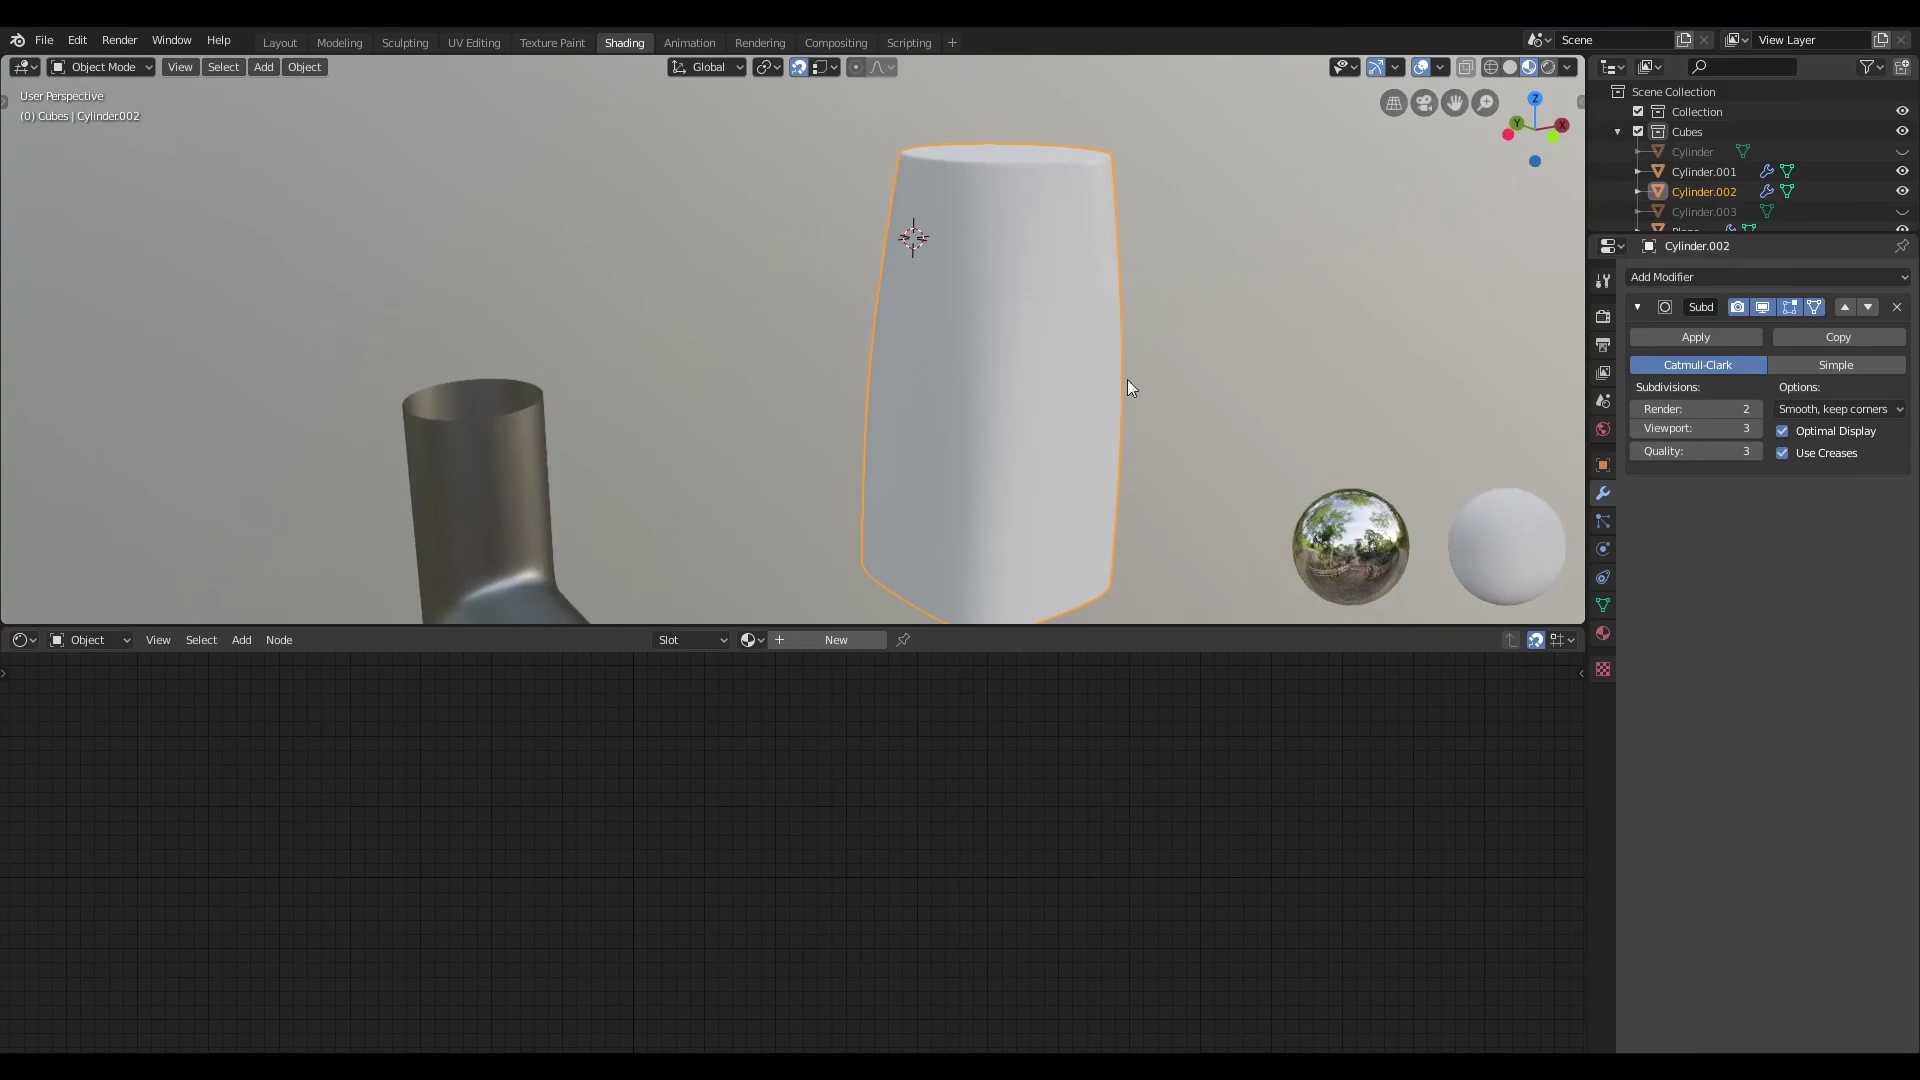 File Edit Render Window Help Layout Modeling Sculpting UV Editing Texture Paint Shading Animation Rendering Compositing Scripting Scene View Layer
Object Mode View Select Add Object Global
User Perspective
(0) Cubes | Cylinder.002
Z
Y X
Scene Collection
Collection
Cubes
Cylinder
Cylinder.001
Cylinder.002
Cylinder.003
Cylinder.002
Add Modifier
Subd
Apply Copy
Catmull-Clark Simple
Subdivisions: Options:
Render: 2 Smooth, keep corners
Viewport: 3 Optimal Display
Quality: 3 Use Creases
Object View Select Add Node Slot New